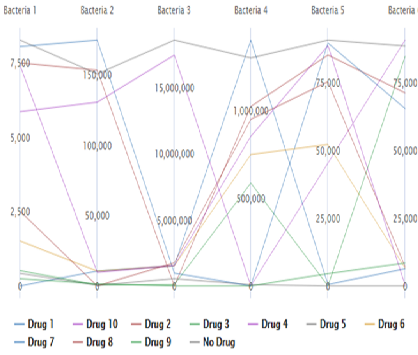 Bacteria 1 Bacteria 2 Bacteria 3 Bacteria 4 Bacteria 5 Bacteria
7,500 150,000 15,000,000 1,000,000 75,000 75,000
5,000 100,000 10,000,000 50,000 50,000
2,500 50,000 5,000,000 500,000 25,000 25,000
0 0 0 0 0 0
Drug 1 Drug 10 Drug 2 Drug 3 Drug 4 Drug 5 Drug 6
Drug 7 Drug 8 Drug 9 No Drug